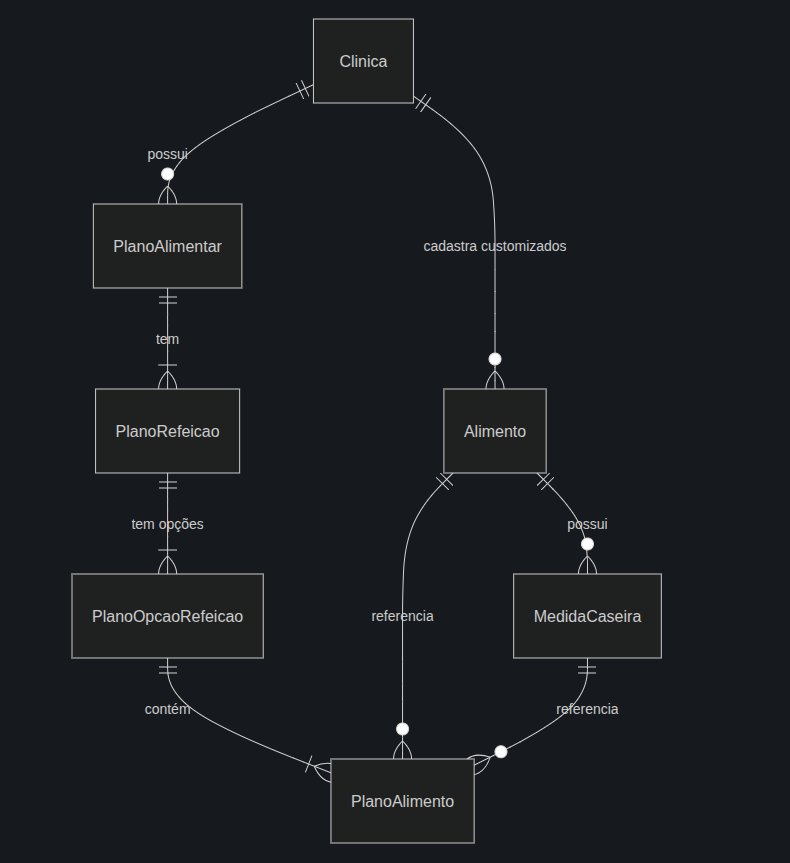 Clinica
possui
PlanoAlimentar
cadastra customizados
tem
PlanoRefeicao
Alimento
tem opções
possui
PlanoOpcaoRefeicao
referencia
MedidaCaseira
contém
referencia
PlanoAlimento